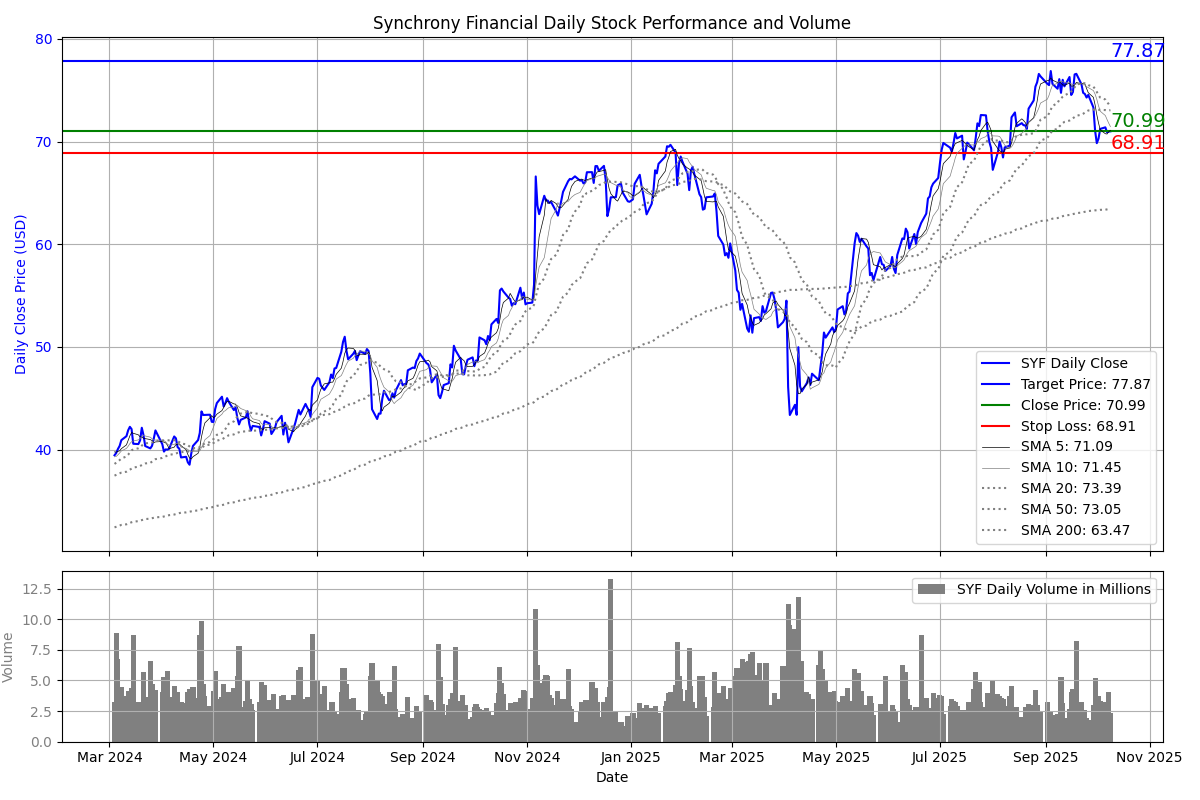 Synchrony Financial Daily Stock Performance and Volume
80
77.87
70.99
70
68.91
60
Daily Close Price (USD)
50
40
SYF Daily Close
Target Price: 77.87
Close Price: 70.99
Stop Loss: 68.91
SMA 5: 71.09
SMA 10: 71.45
SMA 20: 73.39
SMA 50: 73.05
SMA 200: 63.47
12.5
SYF Daily Volume in Millions
10.0
7.5
Volume
5.0
2.5
0.0
Mar 2024 May 2024 Jul 2024 Sep 2024 Nov 2024 Jan 2025 Mar 2025 May 2025 Jul 2025 Sep 2025 Nov 2025
Date